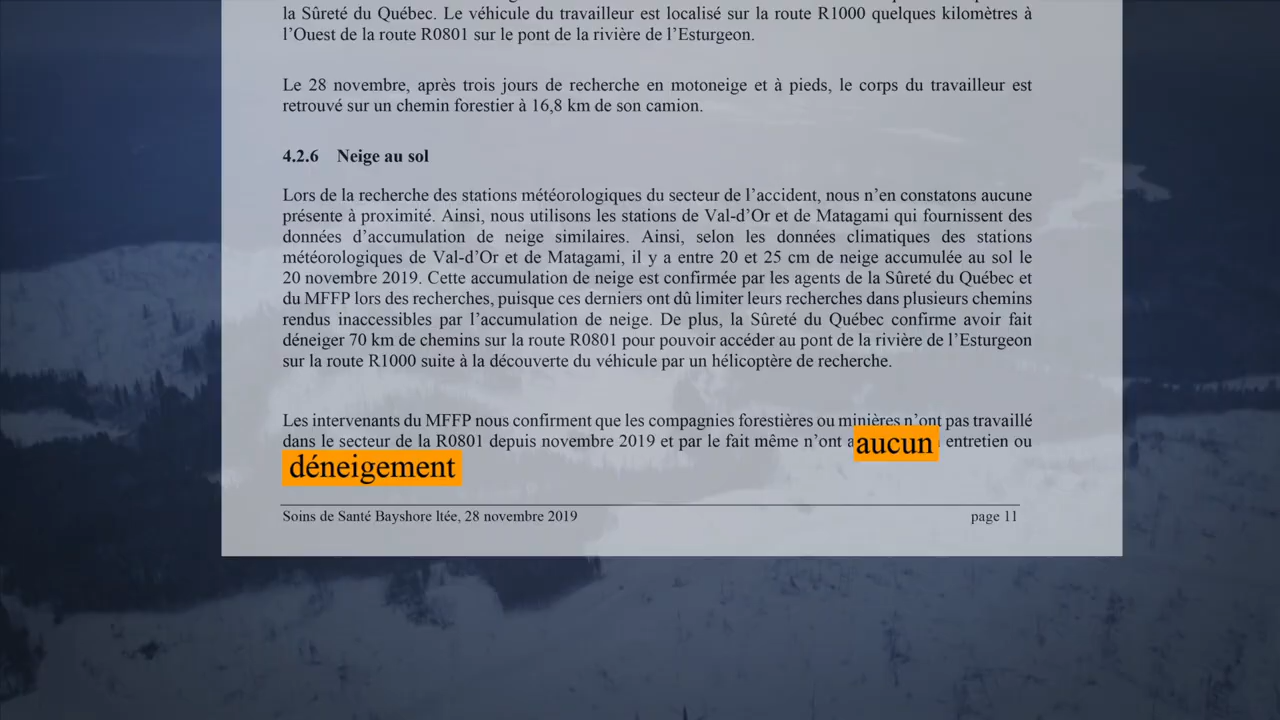 la Sûreté du Québec. Le véhicule du travailleur est localisé sur la route R1000 quelques kilomètres à
l'Ouest de la route R0801 sur le pont de la rivière de l'Esturgeon.
Le 28 novembre, après trois jours de recherche en motoneige et à pieds, le corps du travailleur est
retrouvé sur un chemin forestier à 16,8 km de son camion.
4.2.6 Neige au sol
Lors de la recherche des stations météorologiques du secteur de l'accident, nous n'en constatons aucune
présente à proximité. Ainsi, nous utilisons les stations de Val-d'Or et de Matagami qui fournissent des
données d'accumulation de neige similaires. Ainsi, selon les données climatiques des stations
météorologiques de Val-d'Or et de Matagami, il y a entre 20 et 25 cm de neige accumulée au sol le
20 novembre 2019. Cette accumulation de neige est confirmée par les agents de la Sûreté du Québec et
du MFFP lors des recherches, puisque ces derniers ont dû limiter leurs recherches dans plusieurs chemins
rendus inaccessibles par l'accumulation de neige. De plus, la Sûreté du Québec confirme avoir fait
déneiger 70 km de chemins sur la route R0801 pour pouvoir accéder au pont de la rivière de l'Esturgeon
sur la route R1000 suite à la découverte du véhicule par un hélicoptère de recherche.
Les intervenants du MFFP nous confirment que les compagnies forestières ou minières n'ont pas travaillé
dans le secteur de la R0801 depuis novembre 2019 et par le fait même n'ont aucun entretien ou
déneigement
Soins de Santé Bayshore ltée, 28 novembre 2019 page 11